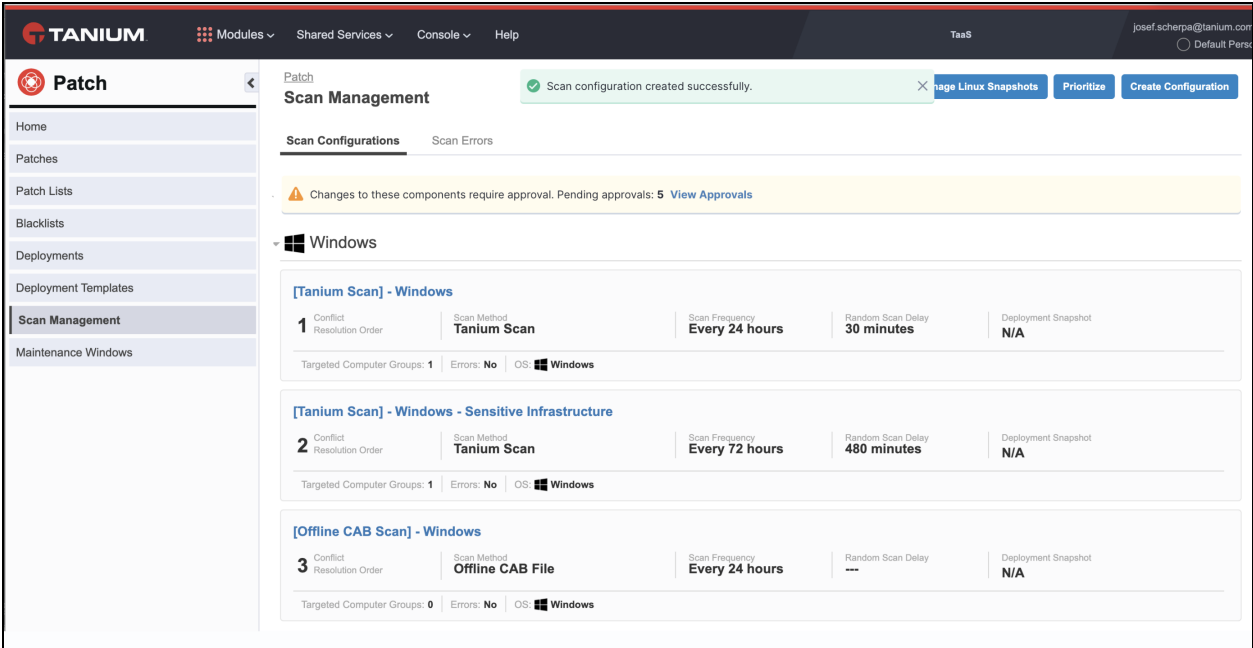 TANIUM
Modules
Shared Services
Console
Help
TaaS
josef.scherpa@tanium.com
Default Perso
Patch
Home
Patches
Patch Lists
Blacklists
Deployments
Deployment Templates
Scan Management
Maintenance Windows
Patch
Scan Management
Scan configuration created successfully.
nage Linux Snapshots
Prioritize
Create Configuration
Scan Configurations
Scan Errors
Changes to these components require approval. Pending approvals: 5 View Approvals
Windows
[Tanium Scan] - Windows
1 Conflict Resolution Order
Scan Method
Tanium Scan
Scan Frequency
Every 24 hours
Random Scan Delay
30 minutes
Deployment Snapshot
N/A
Targeted Computer Groups: 1 Errors: No OS: Windows
[Tanium Scan] - Windows - Sensitive Infrastructure
2 Conflict Resolution Order
Scan Method
Tanium Scan
Scan Frequency
Every 72 hours
Random Scan Delay
480 minutes
Deployment Snapshot
N/A
Targeted Computer Groups: 1 Errors: No OS: Windows
[Offline CAB Scan] - Windows
3 Conflict Resolution Order
Scan Method
Offline CAB File
Scan Frequency
Every 24 hours
Random Scan Delay
---
Deployment Snapshot
N/A
Targeted Computer Groups: 0 Errors: No OS: Windows